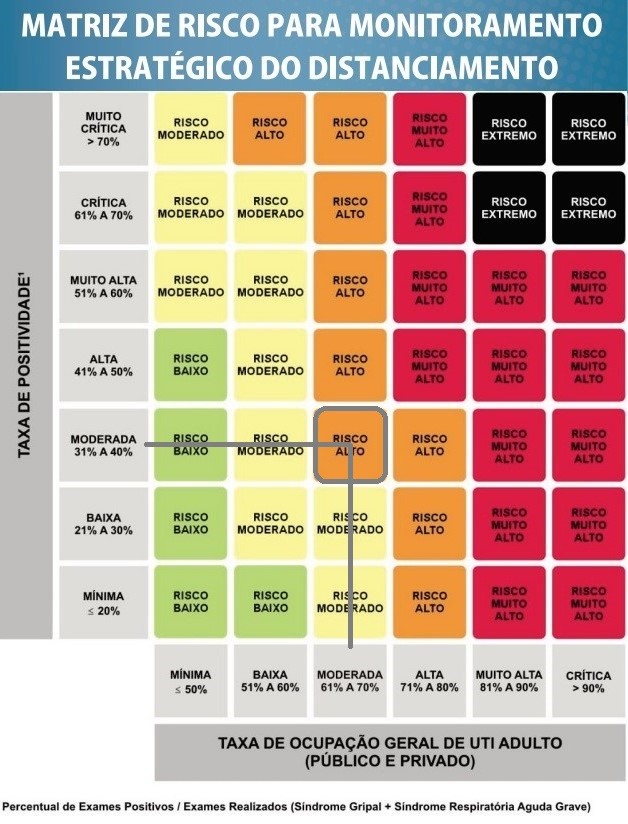 MATRIZ DE RISCO PARA MONITORAMENTO
ESTRATÉGICO DO DISTANCIAMENTO
TAXA DE POSITIVIDADE¹
MUITO
CRÍTICA
> 70%
RISCO
MODERADO
RISCO
ALTO
RISCO
ALTO
RISCO
MUITO
ALTO
RISCO
EXTREMO
RISCO
EXTREMO
CRÍTICA
61% A 70%
RISCO
MODERADO
RISCO
MODERADO
RISCO
ALTO
RISCO
MUITO
ALTO
RISCO
EXTREMO
RISCO
EXTREMO
MUITO ALTA
51% A 60%
RISCO
MODERADO
RISCO
MODERADO
RISCO
ALTO
RISCO
MUITO
ALTO
RISCO
MUITO
ALTO
RISCO
MUITO
ALTO
ALTA
41% A 50%
RISCO
BAIXO
RISCO
MODERADO
RISCO
ALTO
RISCO
MUITO
ALTO
RISCO
MUITO
ALTO
RISCO
MUITO
ALTO
MODERADA
31% A 40%
RISCO
BAIXO
RISCO
MODERADO
RISCO
ALTO
RISCO
ALTO
RISCO
MUITO
ALTO
RISCO
MUITO
ALTO
BAIXA
21% A 30%
RISCO
BAIXO
RISCO
MODERADO
RISCO
MODERADO
RISCO
ALTO
RISCO
MUITO
ALTO
RISCO
MUITO
ALTO
MÍNIMA
≤ 20%
RISCO
BAIXO
RISCO
BAIXO
RISCO
MODERADO
RISCO
ALTO
RISCO
MUITO
ALTO
RISCO
MUITO
ALTO
MÍNIMA
≤ 50%
BAIXA
51% A 60%
MODERADA
61% A 70%
ALTA
71% A 80%
MUITO ALTA
81% A 90%
CRÍTICA
> 90%
TAXA DE OCUPAÇÃO GERAL DE UTI ADULTO
(PÚBLICO E PRIVADO)
Percentual de Exames Positivos / Exames Realizados (Síndrome Gripal + Síndrome Respiratória Aguda Grave)